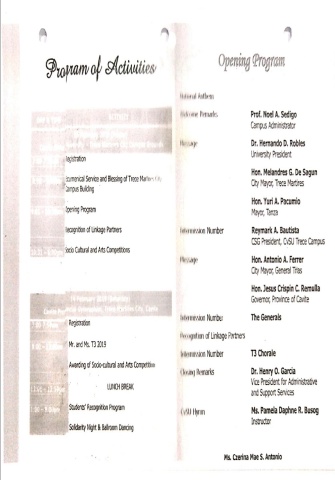 Program of Activities
Registration
Ecumenical Service and Blessing of Trece Martires City
Campus Building
Opening Program
Recognition of Linkage Partners
Socio Cultural and Arts Competitions
Registration
Mr. and Ms. T3 2019
Awarding of Socio-cultural and Arts Competition
LUNCH BREAK
Students' Recognition Program
Solidarity Night & Ballroom Dancing
Opening Program
National Anthem
Welcome Remarks
Prof. Noel A. Sedigo
Campus Administrator
Message
Dr. Hernando D. Robles
University President
Hon. Melandres G. De Sagun
City Mayor, Trece Martires
Hon. Yuri A. Pacumio
Mayor, Tanza
Intermission Number
Reymark A. Bautista
CSG President, CvSU Trece Campus
Message
Hon. Antonio A. Ferrer
City Mayor, General Trias
Hon. Jesus Crispin C. Remulla
Governor, Province of Cavite
Intermission Number
The Generals
Recognition of Linkage Partners
Intermission Number
T3 Chorale
Closing Remarks
Dr. Henry O. Garcia
Vice President for Administrative
and Support Services
CvSU Hymn
Ms. Pamela Daphne R. Busog
Instructor
Ms. Czerina Mae S. Antonio